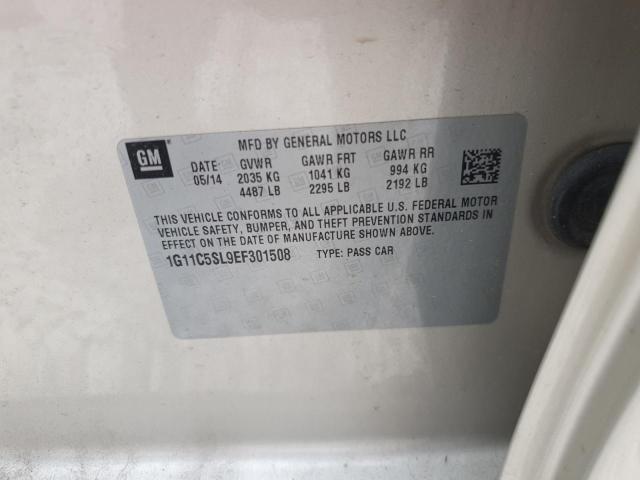 MFD BY GENERAL MOTORS LLC
GM
DATE GVWR GAWR FRT GAWR RR
05/14 2035 KG 1041 KG 994 KG
4487 LB 2295 LB 2192 LB
THIS VEHICLE CONFORMS TO ALL APPLICABLE U.S. FEDERAL MOTOR
VEHICLE SAFETY, BUMPER, AND THEFT PREVENTION STANDARDS IN
EFFECT ON THE DATE OF MANUFACTURE SHOWN ABOVE.
1G11C5SL9EF301508 TYPE: PASS CAR